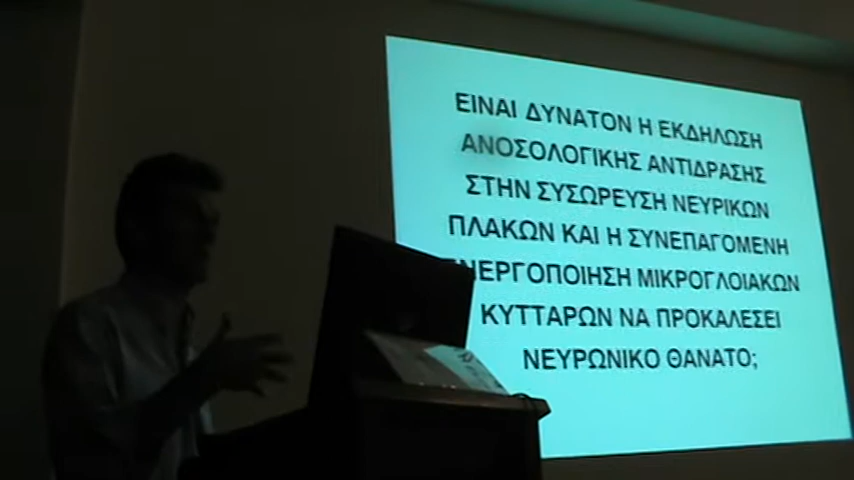 ΕΙΝΑΙ ΔΥΝΑΤΟΝ Η ΕΚΔΗΛΩΣΗ
ΑΝΟΣΟΛΟΓΙΚΗΣ ΑΝΤΙΔΡΑΣΗΣ
ΣΤΗΝ ΣΥΣΩΡΕΥΣΗ ΝΕΥΡΙΚΩΝ
ΠΛΑΚΩΝ ΚΑΙ Η ΣΥΝΕΠΑΓΟΜΕΝΗ
ΕΝΕΡΓΟΠΟΙΗΣΗ ΜΙΚΡΟΓΛΟΙΑΚΩΝ
ΚΥΤΤΑΡΩΝ ΝΑ ΠΡΟΚΑΛΕΣΕΙ
ΝΕΥΡΩΝΙΚΟ ΘΑΝΑΤΟ;